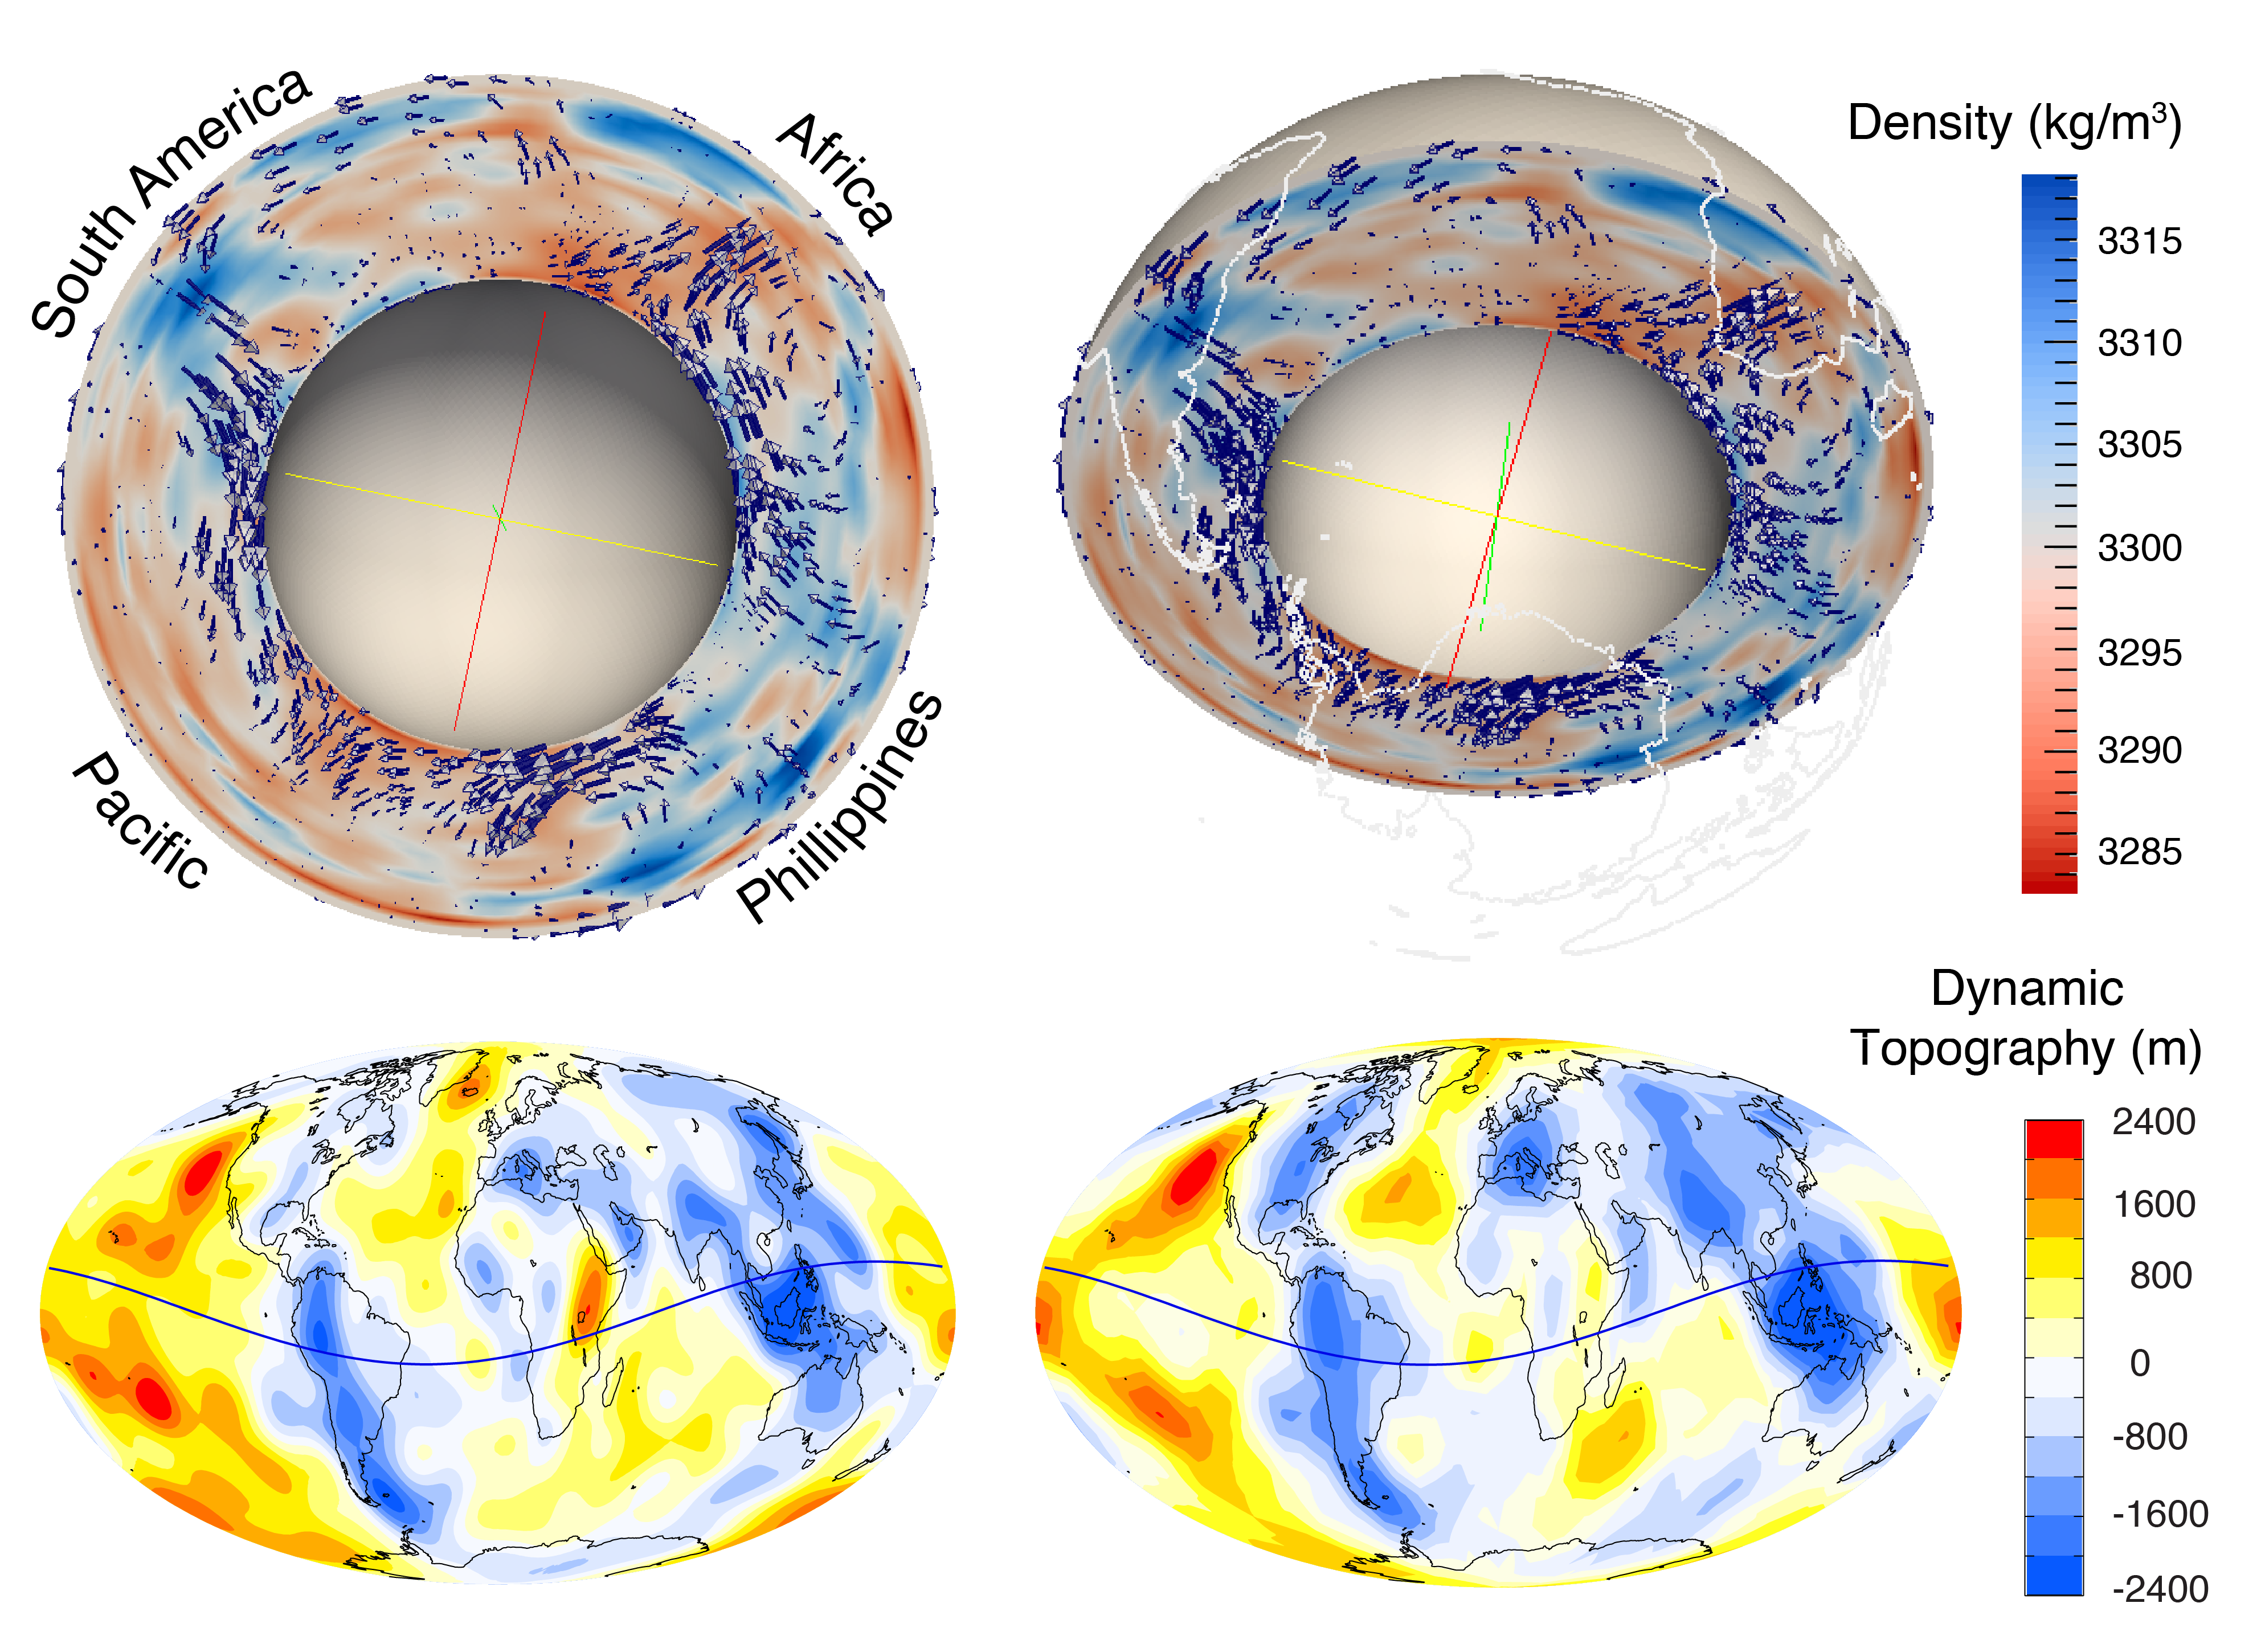 South America
Africa
Pacific
Phillippines
Density (kg/m³)
3315
3310
3305
3300
3295
3290
3285
Dynamic
Topography (m)
2400
1600
800
0
-800
-1600
-2400